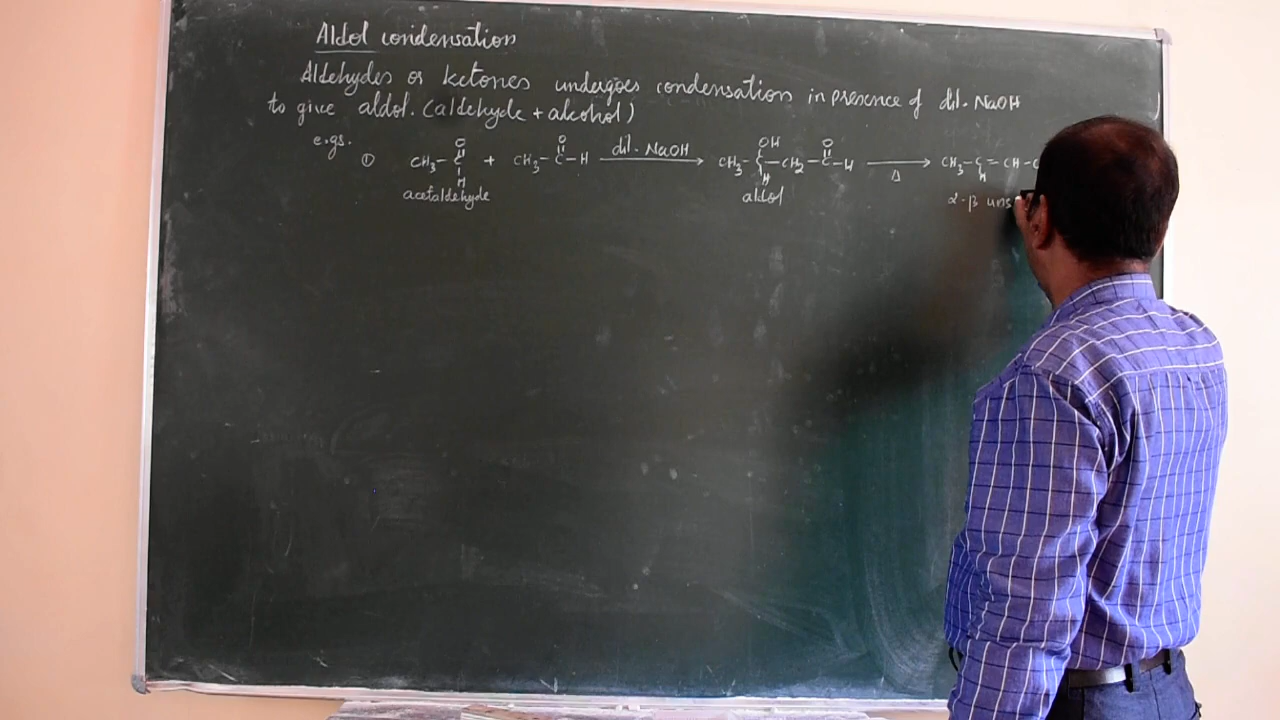 Aldol condensation
Aldehydes or ketones undergoes condensation in presence of dil. NaOH
to give aldol. (aldehyde + alcohol)
e.gs.
O O dil. NaOH OH O
① CH3-C + CH3-C-H → CH3-C-CH2-C-H → CH3-C=CH-C
H H Δ H
acetaldehyde aldol α-β uns